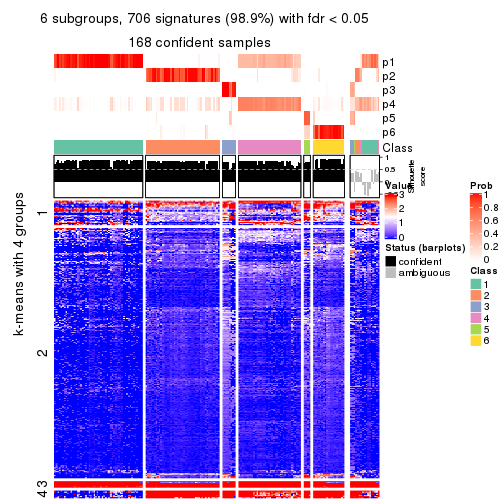 6 subgroups, 706 signatures (98.9%) with fdr < 0.05
168 confident samples
p1
p2
p3
p4
p5
p6
Class
1
0.5
0
Silhouette
score
k-means with 4 groups
1
2
3
4
Value
3
2
1
0
Status (barplots)
confident
ambiguous
Prob
1
0.8
0.6
0.4
0.2
0
Class
1
2
3
4
5
6